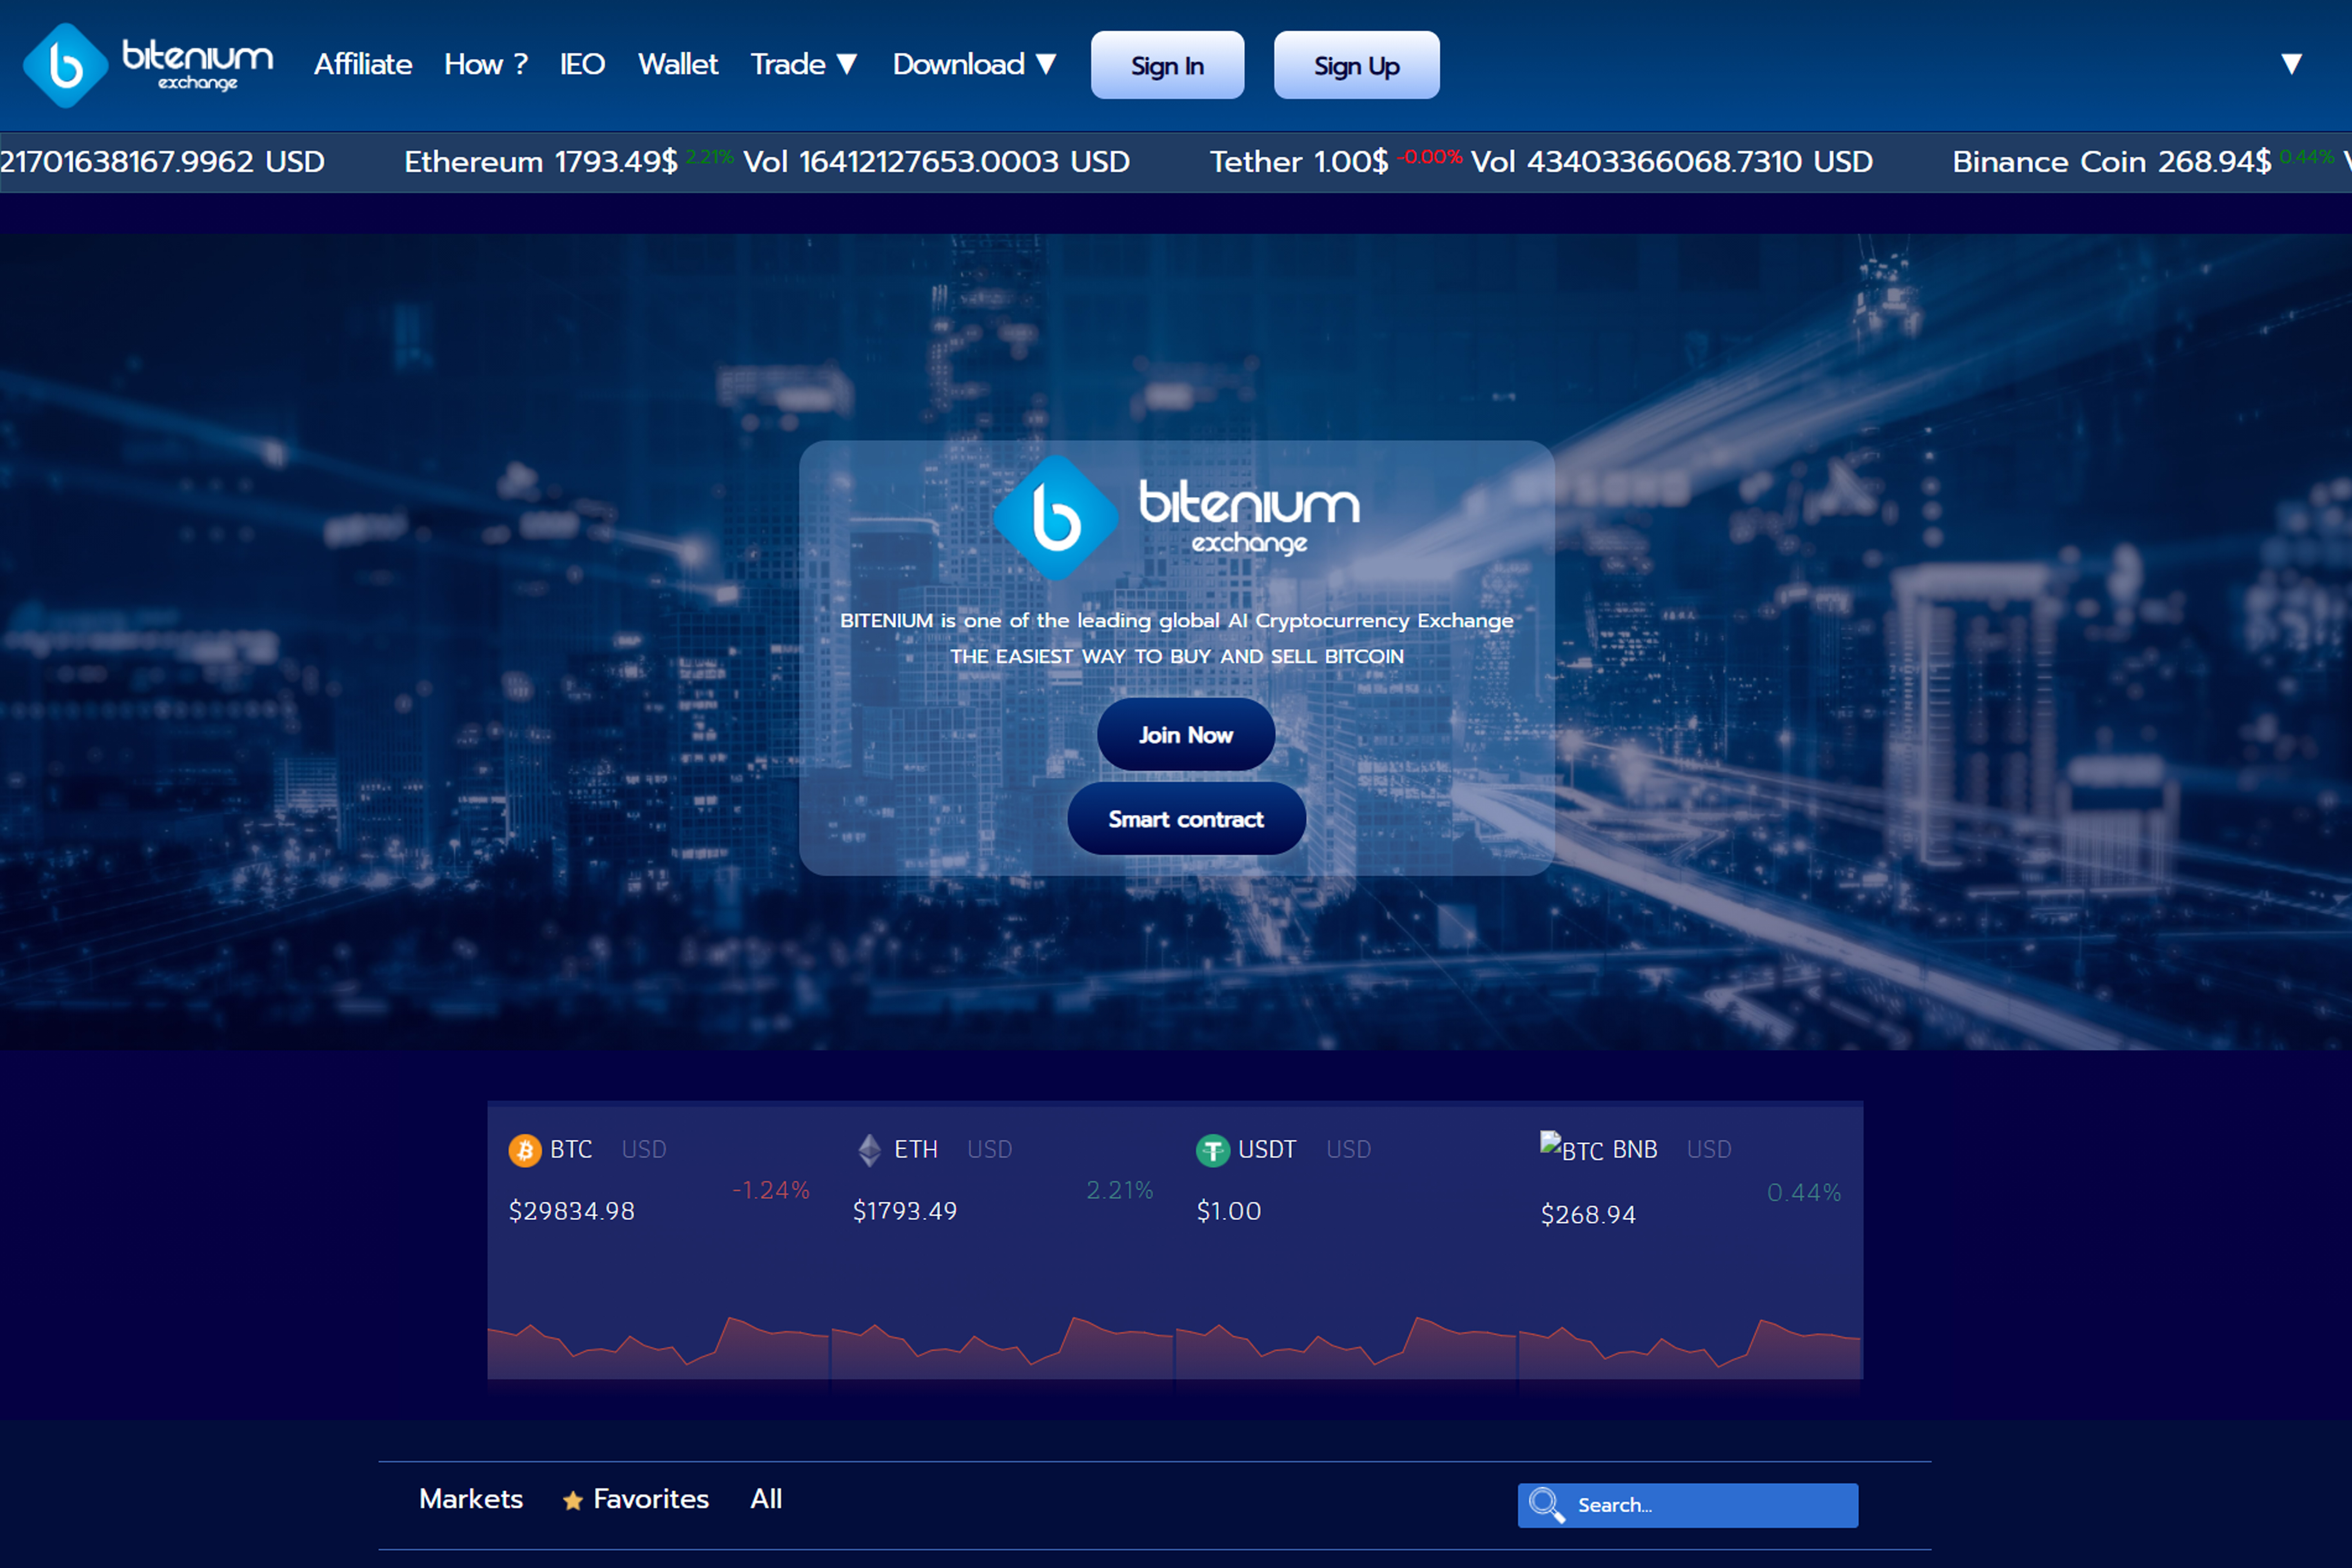 bitenium
exchange
Affiliate How ? IEO Wallet Trade ▼ Download ▼ Sign In Sign Up ▼
21701638167.9962 USD Ethereum 1793.49$ 2.21% Vol 16412127653.0003 USD Tether 1.00$ -0.00% Vol 43403366068.7310 USD Binance Coin 268.94$ 0.44%
bitenium
exchange
BITENIUM is one of the leading global AI Cryptocurrency Exchange
THE EASIEST WAY TO BUY AND SELL BITCOIN
Join Now
Smart contract
BTC USD ETH USD USDT USD BTC BNB USD
-1.24% 2.21% 0.44%
$29834.98 $1793.49 $1.00 $268.94
Markets Favorites All Search...